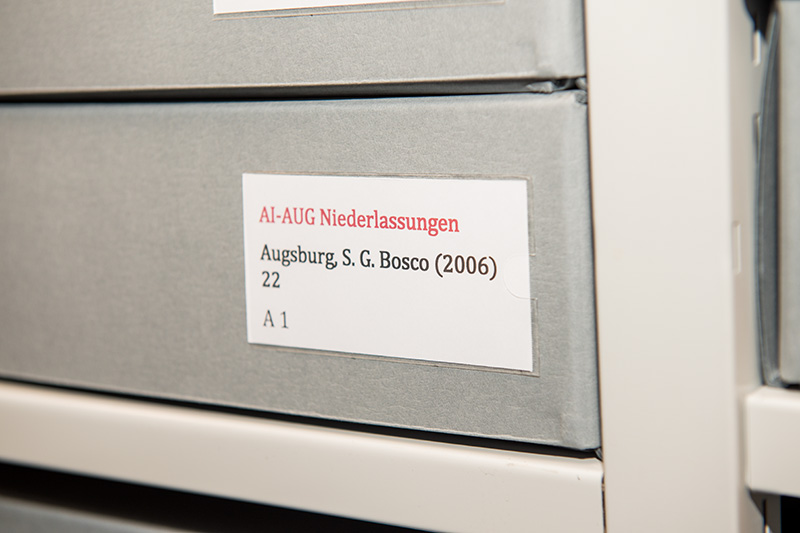 AI-AUG Niederlassungen
Augsburg, S. G. Bosco (2006)
22
A 1